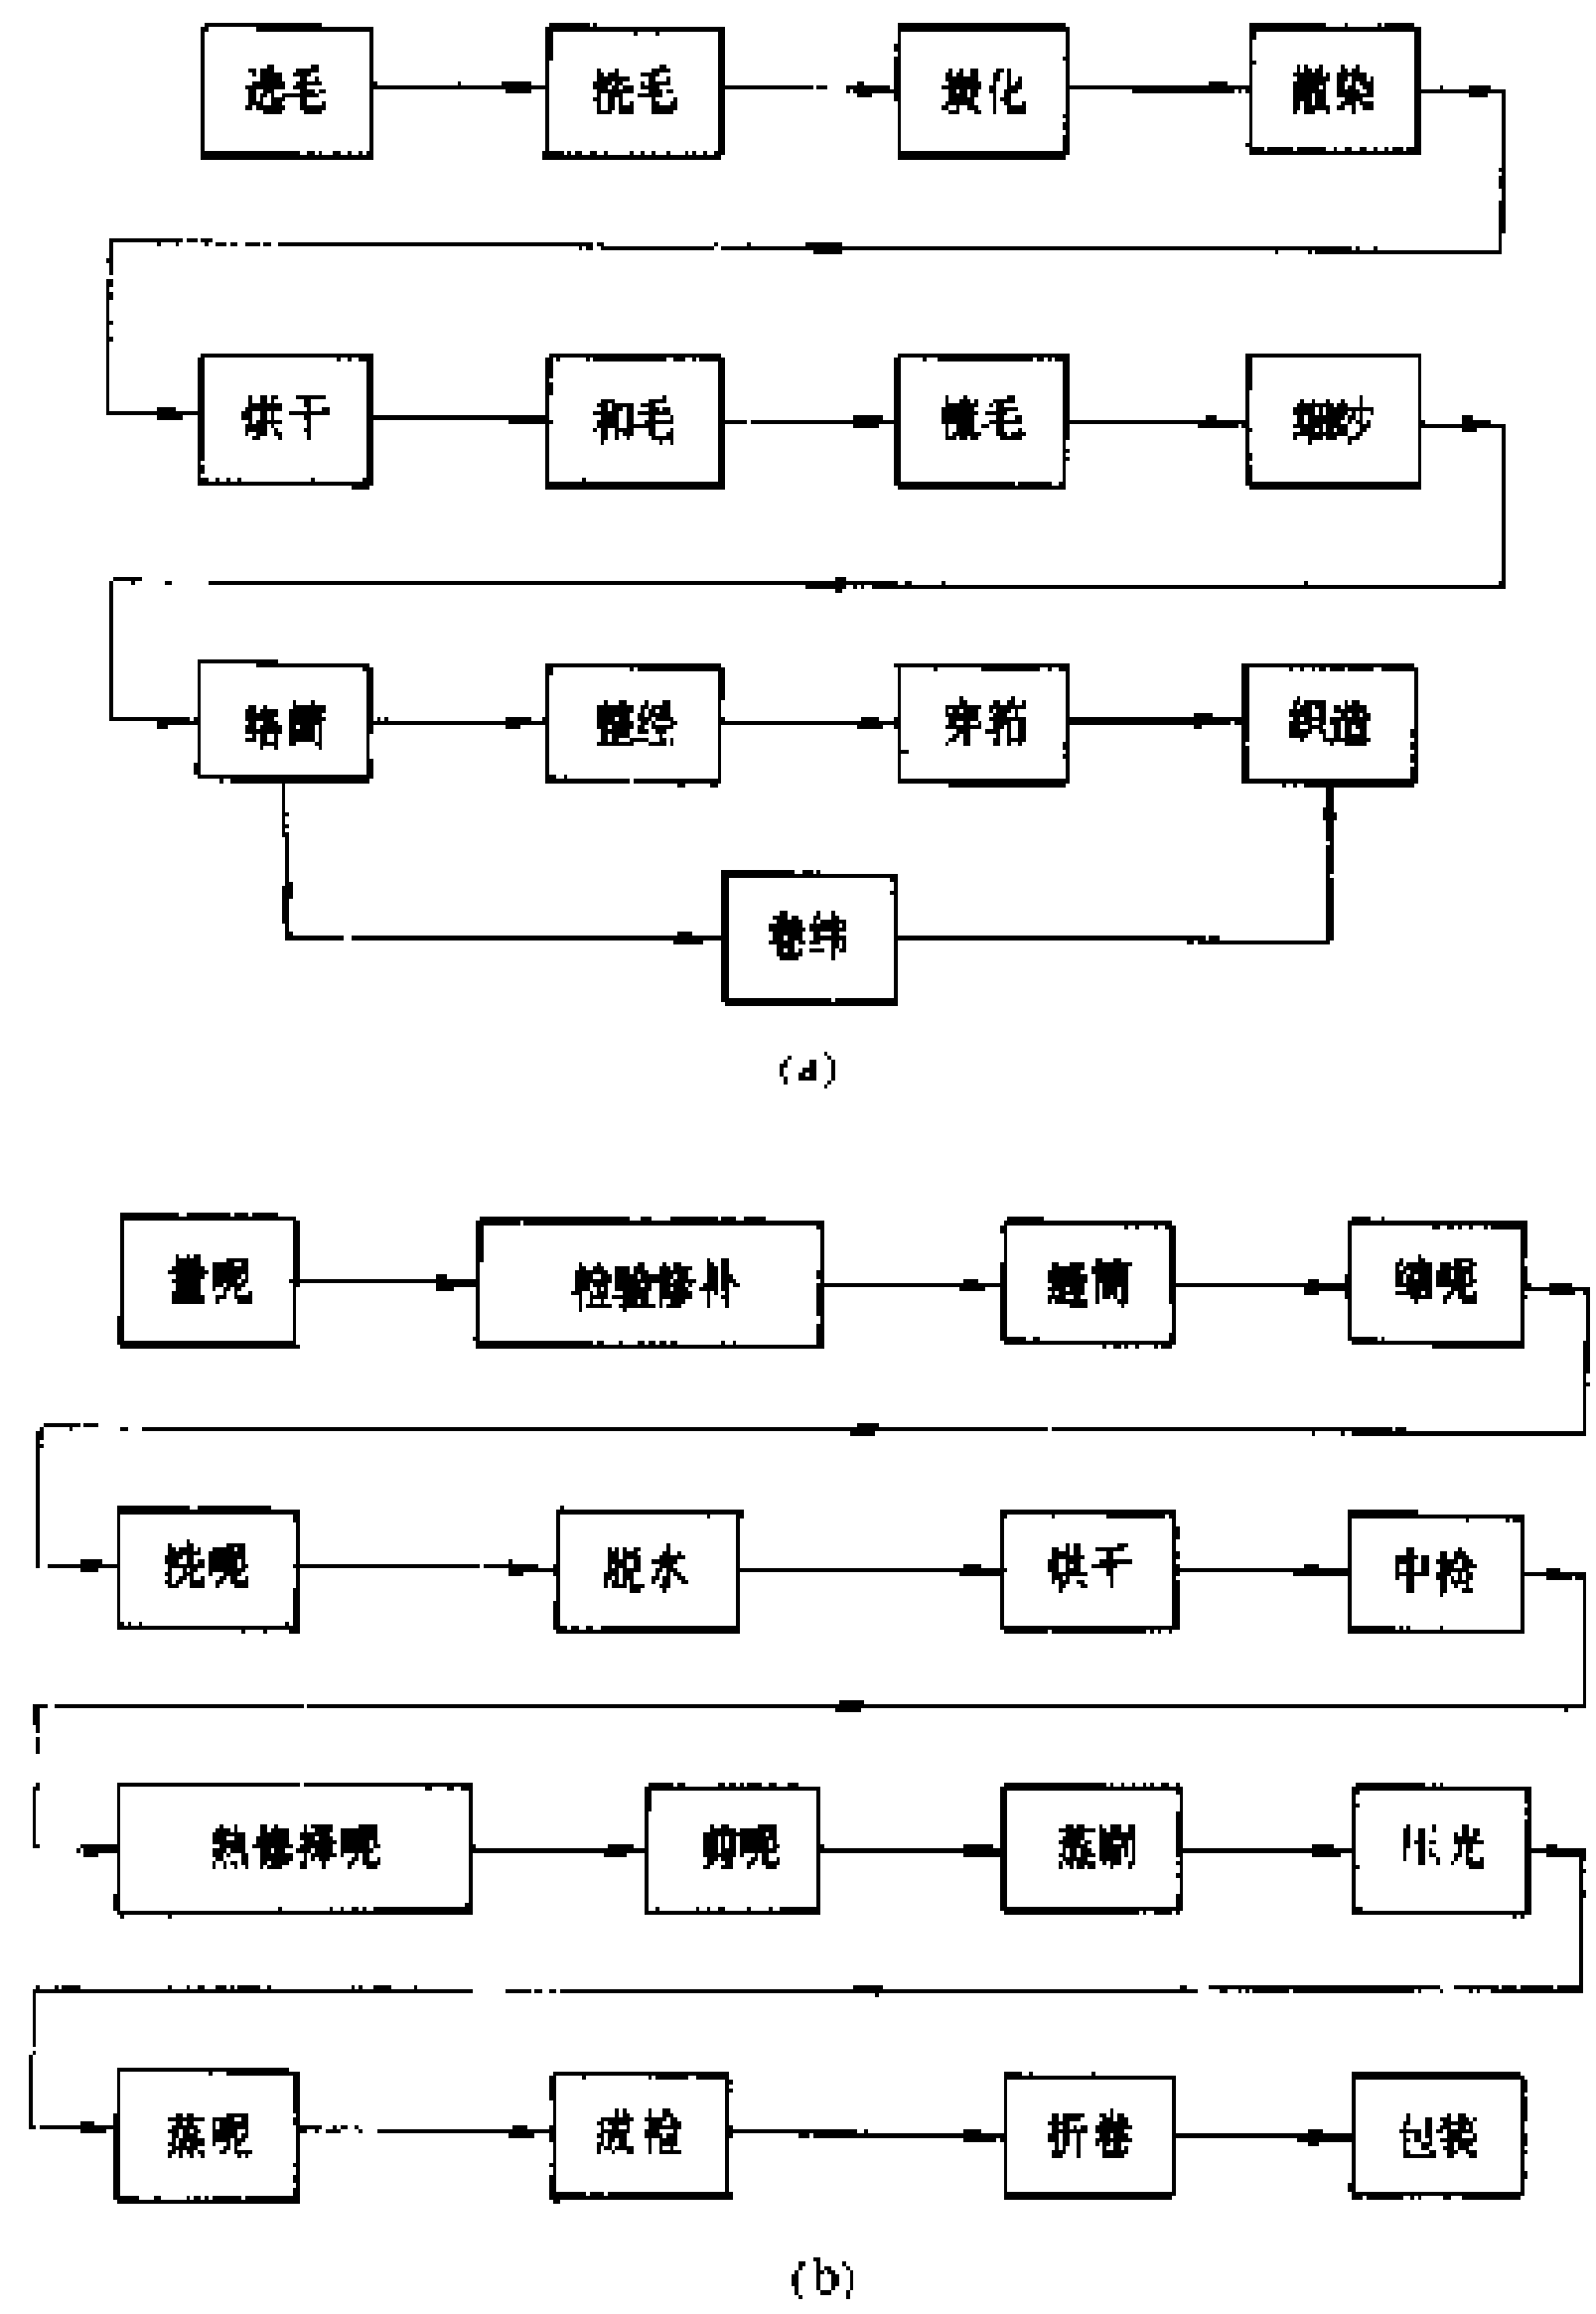 选毛 洗毛 炭化 散染
烘干 和毛 梳毛 细纱
络筒 整经 穿筘 织造
卷纬
(a)
量呢 检验修补 缝筒 缩呢
洗呢 脱水 烘干 中检
熟修择呢 剪呢 蒸刷 压光
蒸呢 成检 折卷 包装
(b)